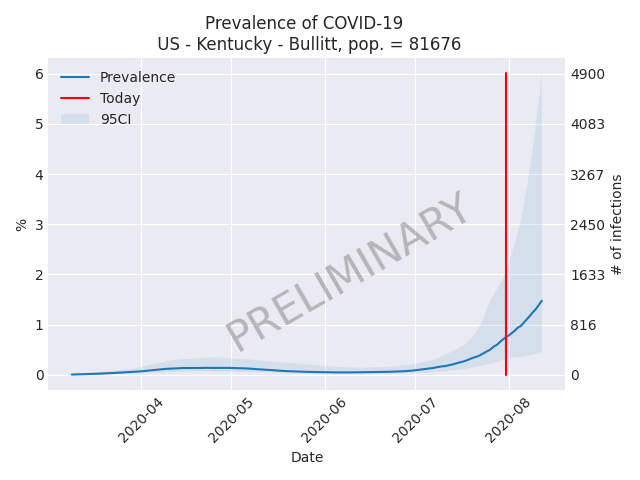 Prevalence of COVID-19
US - Kentucky - Bullitt, pop. = 81676
Prevalence
Today
95CI
PRELIMINARY
%
6
5
4
3
2
1
0
4900
4083
3267
2450
1633
816
0
# of infections
2020-04
2020-05
2020-06
2020-07
2020-08
Date